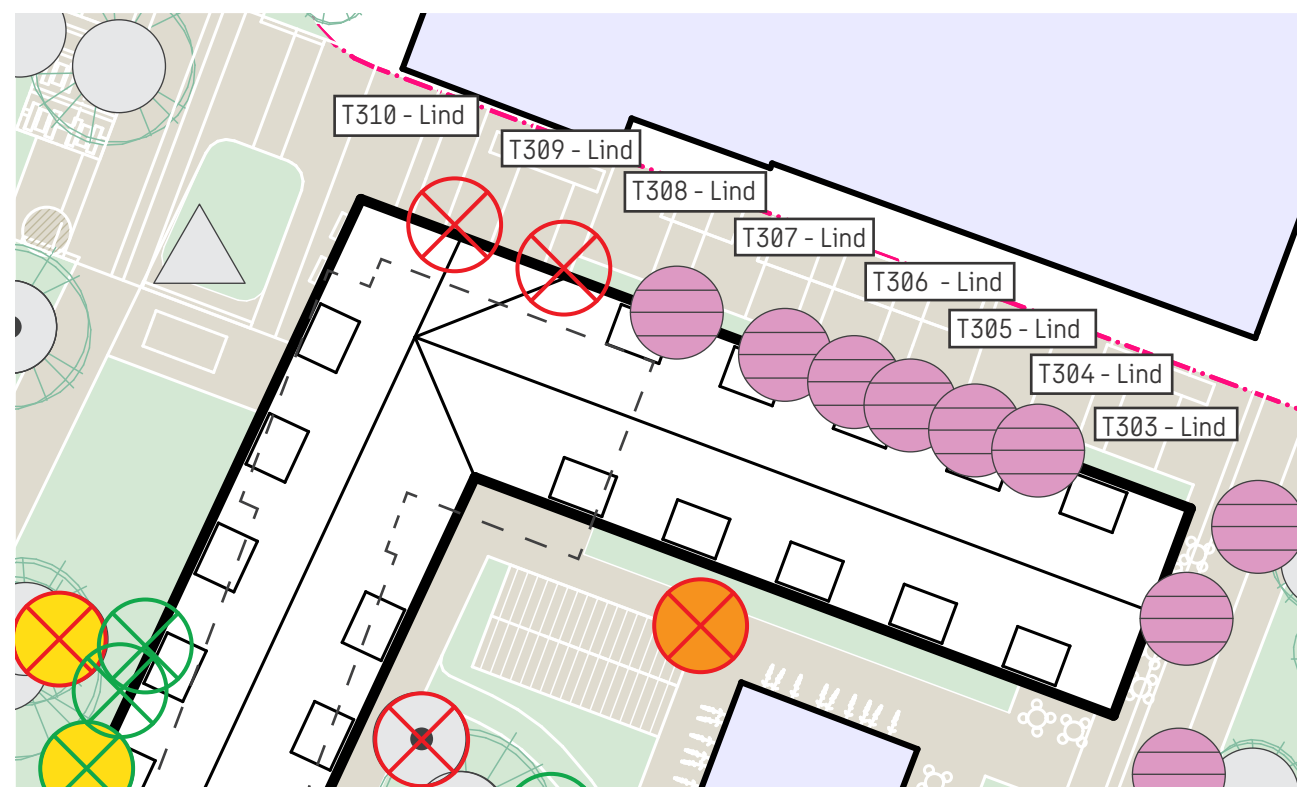 T310 - Lind
T309 - Lind
T308 - Lind
T307 - Lind
T306 - Lind
T305 - Lind
T304 - Lind
T303 - Lind